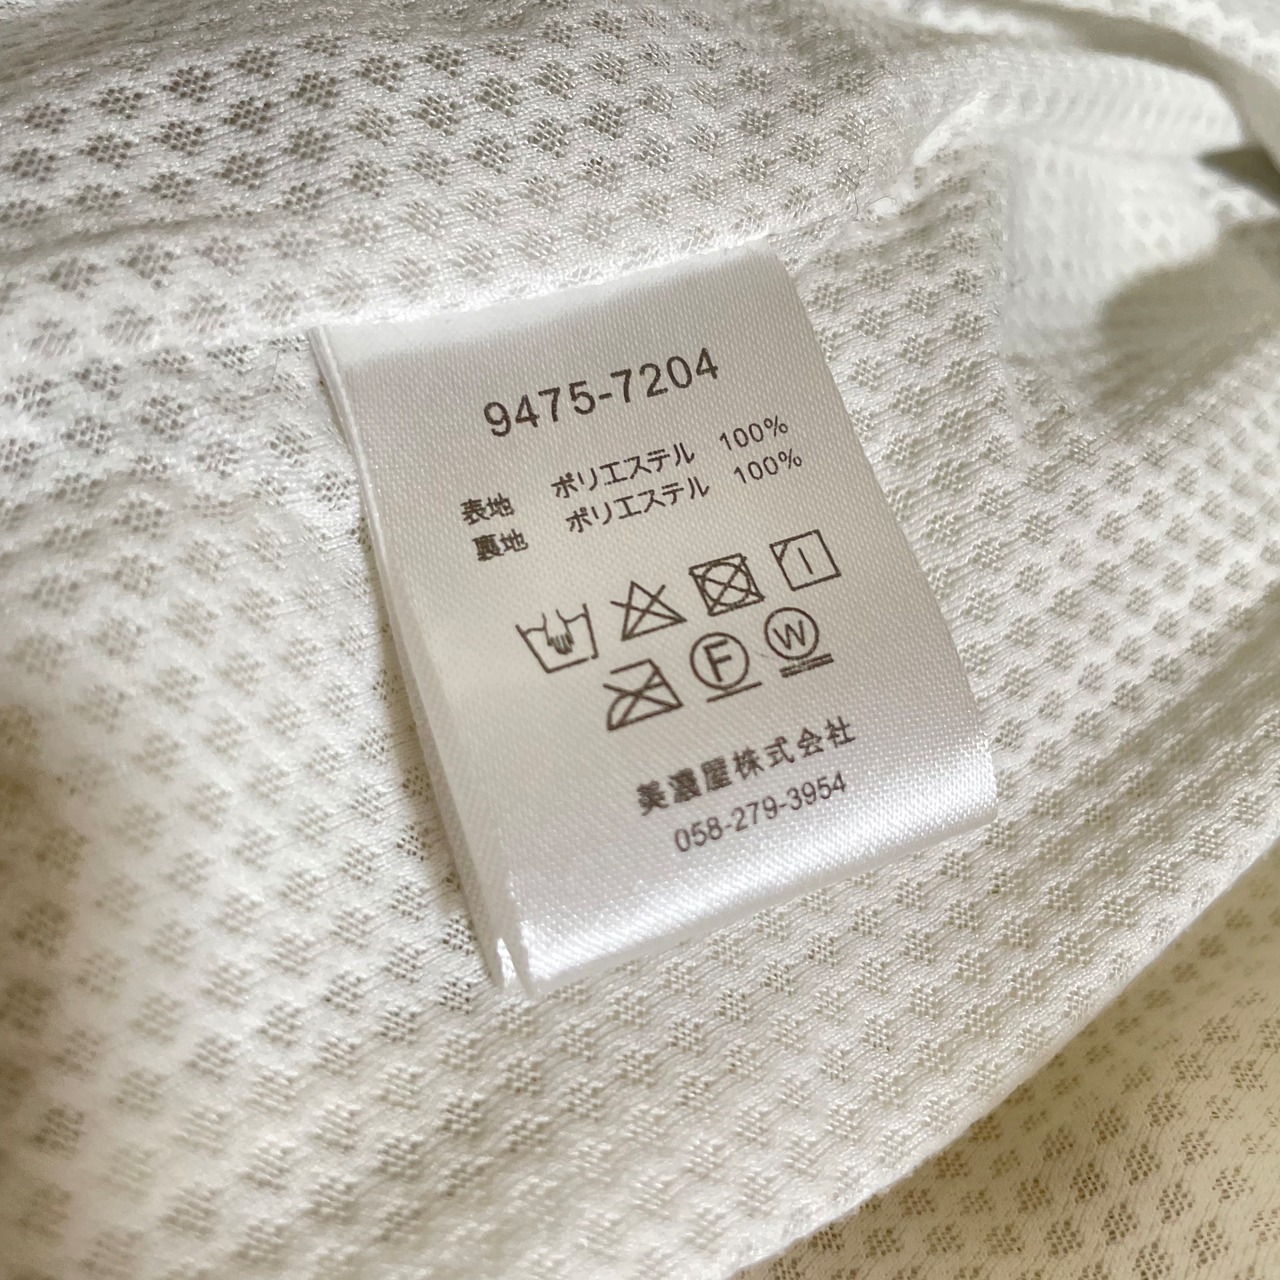 9475-7204
表地 ポリエステル 100%
裏地 ポリエステル 100%
F W
美濃屋株式会社
058-279-3954